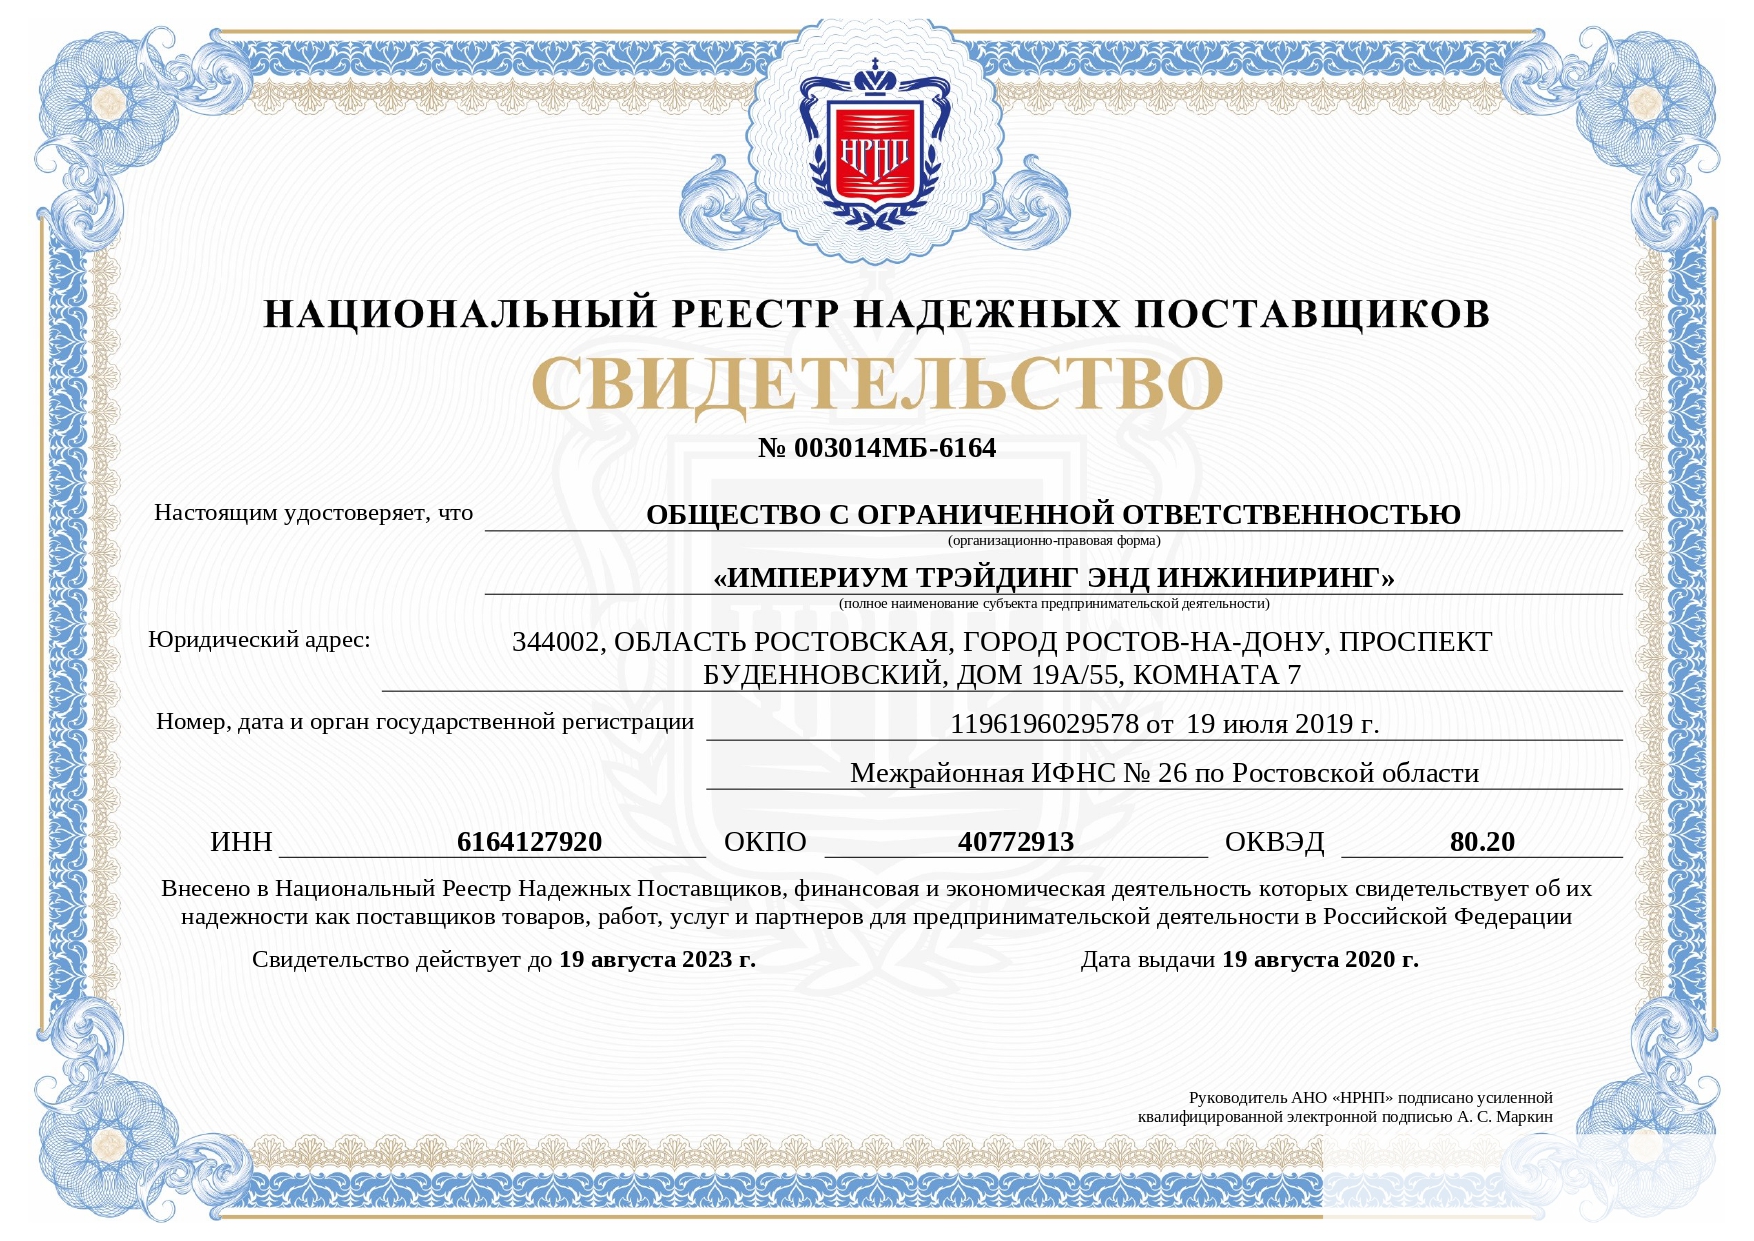 НРНП
НАЦИОНАЛЬНЫЙ РЕЕСТР НАДЕЖНЫХ ПОСТАВЩИКОВ
СВИДЕТЕЛЬСТВО
№ 003014МБ-6164
Настоящим удостоверяет, что ОБЩЕСТВО С ОГРАНИЧЕННОЙ ОТВЕТСТВЕННОСТЬЮ
(организационно-правовая форма)
«ИМПЕРИУМ ТРЭЙДИНГ ЭНД ИНЖИНИРИНГ»
(полное наименование субъекта предпринимательской деятельности)
Юридический адрес: 344002, ОБЛАСТЬ РОСТОВСКАЯ, ГОРОД РОСТОВ-НА-ДОНУ, ПРОСПЕКТ
БУДЕННОВСКИЙ, ДОМ 19А/55, КОМНАТА 7
Номер, дата и орган государственной регистрации 1196196029578 от 19 июля 2019 г.
Межрайонная ИФНС № 26 по Ростовской области
ИНН 6164127920 ОКПО 40772913 ОКВЭД 80.20
Внесено в Национальный Реестр Надежных Поставщиков, финансовая и экономическая деятельность которых свидетельствует об их
надежности как поставщиков товаров, работ, услуг и партнеров для предпринимательской деятельности в Российской Федерации
Свидетельство действует до 19 августа 2023 г. Дата выдачи 19 августа 2020 г.
Руководитель АНО «НРНП» подписано усиленной
квалифицированной электронной подписью А. С. Маркин